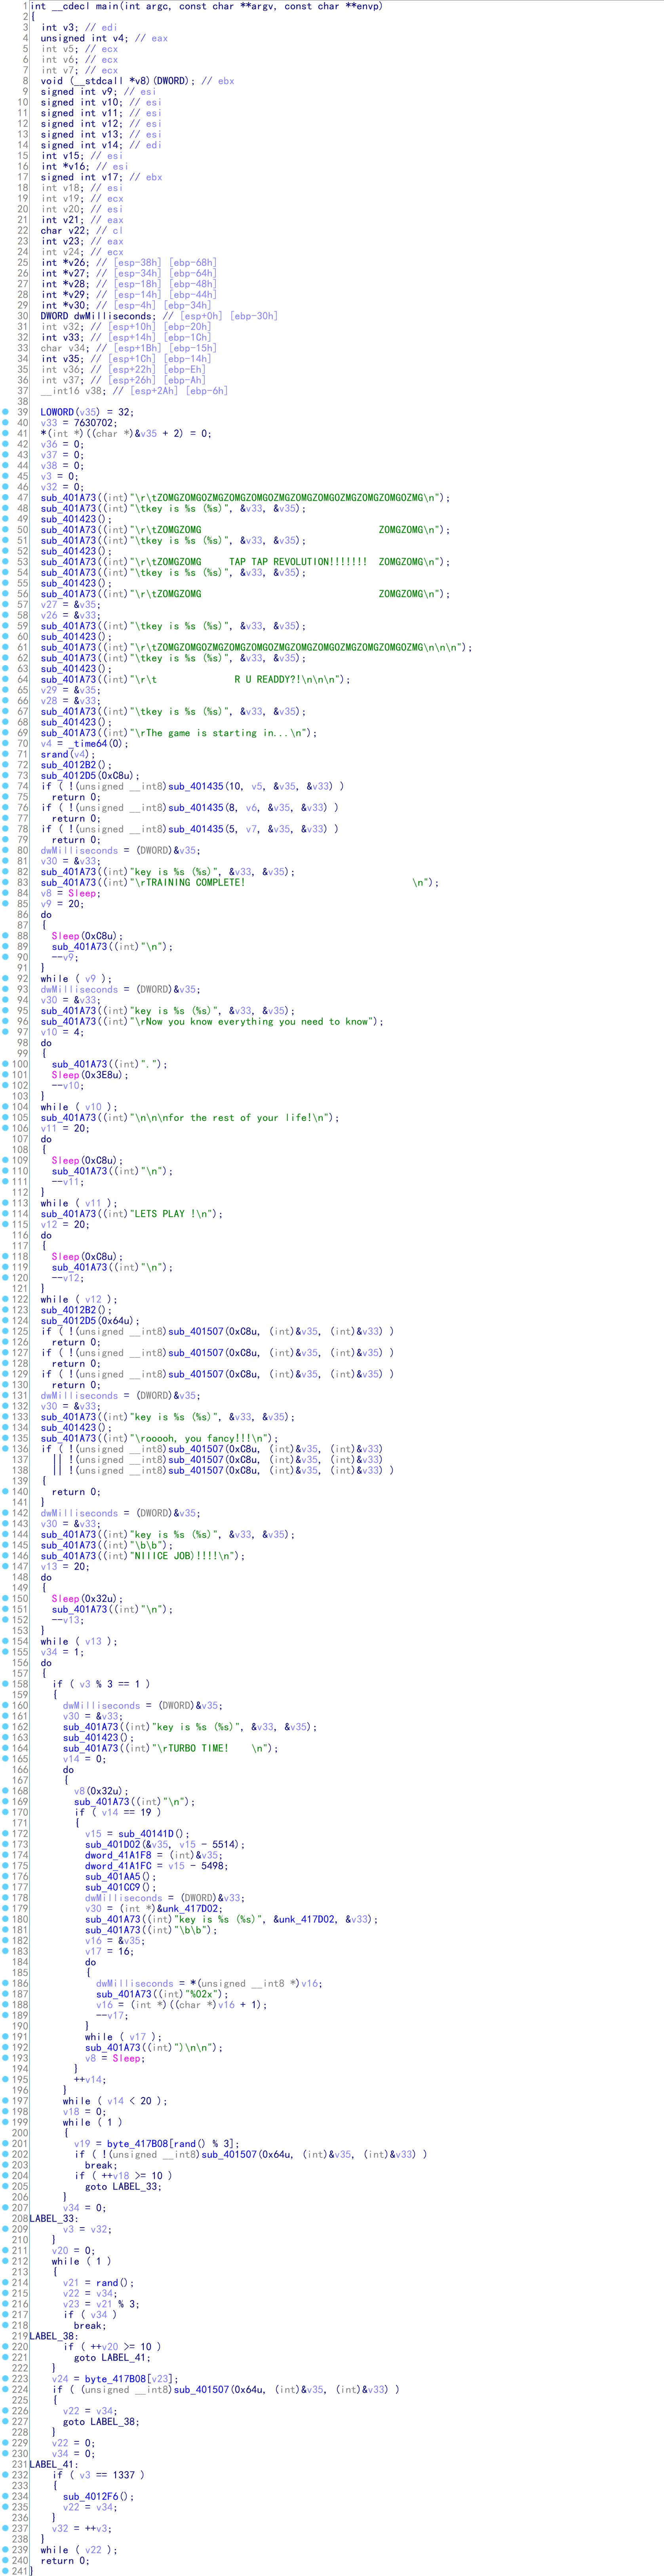 1 int __cdecl main(int argc, const char **argv, const char **envp)
2 {
3 int v3; // edi
4 unsigned int v4; // eax
5 int v5; // ecx
6 int v6; // ecx
7 int v7; // ecx
8 void (__stdcall *v8)(DWORD); // ebx
9 signed int v9; // esi
10 signed int v10; // esi
11 signed int v11; // esi
12 signed int v12; // esi
13 signed int v13; // esi
14 signed int v14; // edi
15 int v15; // esi
16 int *v16; // esi
17 signed int v17; // ebx
18 int v18; // esi
19 int v19; // ecx
20 int v20; // esi
21 int v21; // eax
22 char v22; // cl
23 int v23; // eax
24 int v24; // ecx
25 int *v26; // [esp-38h] [ebp-68h]
26 int *v27; // [esp-34h] [ebp-64h]
27 int *v28; // [esp-18h] [ebp-48h]
28 int *v29; // [esp-14h] [ebp-44h]
29 int *v30; // [esp-4h] [ebp-34h]
30 DWORD dwMilliseconds; // [esp+0h] [ebp-30h]
31 int v32; // [esp+10h] [ebp-20h]
32 int v33; // [esp+14h] [ebp-1Ch]
33 char v34; // [esp+1Bh] [ebp-15h]
34 int v35; // [esp+1Ch] [ebp-14h]
35 int v36; // [esp+22h] [ebp-Eh]
36 int v37; // [esp+26h] [ebp-Ah]
37 __int16 v38; // [esp+2Ah] [ebp-6h]
38
39 LOWORD(v35) = 32;
40 v33 = 7630702;
41 *(int *)((char *)&v35 + 2) = 0;
42 v36 = 0;
43 v37 = 0;
44 v38 = 0;
45 v3 = 0;
46 v32 = 0;
47 sub_401A73((int)"\r\tZOMGZOMGOZMGZOMGZOMGOZMGZOMGZOMGOZMGZOMGZOMGOZMG\n");
48 sub_401A73((int)"\tkey is %s (%s)", &v33, &v35);
49 sub_401423();
50 sub_401A73((int)"\r\tZOMGZOMG                                ZOMGZOMG\n");
51 sub_401A73((int)"\tkey is %s (%s)", &v33, &v35);
52 sub_401423();
53 sub_401A73((int)"\r\tZOMGZOMG     TAP TAP REVOLUTION!!!!!!!  ZOMGZOMG\n");
54 sub_401A73((int)"\tkey is %s (%s)", &v33, &v35);
55 sub_401423();
56 sub_401A73((int)"\r\tZOMGZOMG                                ZOMGZOMG\n");
57 v27 = &v35;
58 v26 = &v33;
59 sub_401A73((int)"\tkey is %s (%s)", &v33, &v35);
60 sub_401423();
61 sub_401A73((int)"\r\tZOMGZOMGOZMGZOMGZOMGOZMGZOMGZOMGOZMGZOMGZOMGOZMG\n\n\n");
62 sub_401A73((int)"\tkey is %s (%s)", &v33, &v35);
63 sub_401423();
64 sub_401A73((int)"\r\t              R U READDY?!\n\n\n");
65 v29 = &v35;
66 v28 = &v33;
67 sub_401A73((int)"\tkey is %s (%s)", &v33, &v35);
68 sub_401423();
69 sub_401A73((int)"\rThe game is starting in...\n");
70 v4 = _time64(0);
71 srand(v4);
72 sub_4012B2();
73 sub_4012D5(0xC8u);
74 if ( !(unsigned __int8)sub_401435(10, v5, &v35, &v33) )
75 return 0;
76 if ( !(unsigned __int8)sub_401435(8, v6, &v35, &v33) )
77 return 0;
78 if ( !(unsigned __int8)sub_401435(5, v7, &v35, &v33) )
79 return 0;
80 dwMilliseconds = (DWORD)&v35;
81 v30 = &v33;
82 sub_401A73((int)"key is %s (%s)", &v33, &v35);
83 sub_401A73((int)"\rTRAINING COMPLETE!                              \n");
84 v8 = Sleep;
85 v9 = 20;
86 do
87 {
88 Sleep(0xC8u);
89 sub_401A73((int)"\n");
90 --v9;
91 }
92 while ( v9 );
93 dwMilliseconds = (DWORD)&v35;
94 v30 = &v33;
95 sub_401A73((int)"key is %s (%s)", &v33, &v35);
96 sub_401A73((int)"\rNow you know everything you need to know");
97 v10 = 4;
98 do
99 {
100 sub_401A73((int)".");
101 Sleep(0x3E8u);
102 --v10;
103 }
104 while ( v10 );
105 sub_401A73((int)"\n\n\nfor the rest of your life!\n");
106 v11 = 20;
107 do
108 {
109 Sleep(0xC8u);
110 sub_401A73((int)"\n");
111 --v11;
112 }
113 while ( v11 );
114 sub_401A73((int)"LETS PLAY !\n");
115 v12 = 20;
116 do
117 {
118 Sleep(0xC8u);
119 sub_401A73((int)"\n");
120 --v12;
121 }
122 while ( v12 );
123 sub_4012B2();
124 sub_4012D5(0x64u);
125 if ( !(unsigned __int8)sub_401507(0xC8u, (int)&v35, (int)&v33) )
126 return 0;
127 if ( !(unsigned __int8)sub_401507(0xC8u, (int)&v35, (int)&v35) )
128 return 0;
129 if ( !(unsigned __int8)sub_401507(0xC8u, (int)&v35, (int)&v35) )
130 return 0;
131 dwMilliseconds = (DWORD)&v35;
132 v30 = &v33;
133 sub_401A73((int)"key is %s (%s)", &v33, &v35);
134 sub_401423();
135 sub_401A73((int)"\rooooh, you fancy!!!\n");
136 if ( !(unsigned __int8)sub_401507(0xC8u, (int)&v35, (int)&v33)
137 || !(unsigned __int8)sub_401507(0xC8u, (int)&v35, (int)&v33)
138 || !(unsigned __int8)sub_401507(0xC8u, (int)&v35, (int)&v33) )
139 {
140 return 0;
141 }
142 dwMilliseconds = (DWORD)&v35;
143 v30 = &v33;
144 sub_401A73((int)"key is %s (%s)", &v33, &v35);
145 sub_401A73((int)"\b\b");
146 sub_401A73((int)"NIIICE JOB)!!!!\n");
147 v13 = 20;
148 do
149 {
150 Sleep(0x32u);
151 sub_401A73((int)"\n");
152 --v13;
153 }
154 while ( v13 );
155 v34 = 1;
156 do
157 {
158 if ( v3 % 3 == 1 )
159 {
160 dwMilliseconds = (DWORD)&v35;
161 v30 = &v33;
162 sub_401A73((int)"key is %s (%s)", &v33, &v35);
163 sub_401423();
164 sub_401A73((int)"\rTURBO TIME!    \n");
165 v14 = 0;
166 do
167 {
168 v8(0x32u);
169 sub_401A73((int)"\n");
170 if ( v14 == 19 )
171 {
172 v15 = sub_40141D();
173 sub_401D02(&v35, v15 - 5514);
174 dword_41A1F8 = (int)&v35;
175 dword_41A1FC = v15 - 5498;
176 sub_401AA5();
177 sub_401CC9();
178 dwMilliseconds = (DWORD)&v33;
179 v30 = (int *)&unk_417D02;
180 sub_401A73((int)"key is %s (%s)", &unk_417D02, &v33);
181 sub_401A73((int)"\b\b");
182 v16 = &v35;
183 v17 = 16;
184 do
185 {
186 dwMilliseconds = *(unsigned __int8 *)v16;
187 sub_401A73((int)"%02x");
188 v16 = (int *)((char *)v16 + 1);
189 --v17;
190 }
191 while ( v17 );
192 sub_401A73((int)")\n\n");
193 v8 = Sleep;
194 }
195 ++v14;
196 }
197 while ( v14 < 20 );
198 v18 = 0;
199 while ( 1 )
200 {
201 v19 = byte_417B08[rand() % 3];
202 if ( !(unsigned __int8)sub_401507(0x64u, (int)&v35, (int)&v33) )
203 break;
204 if ( ++v18 >= 10 )
205 goto LABEL_33;
206 }
207 v34 = 0;
208 LABEL_33:
209 v3 = v32;
210 }
211 v20 = 0;
212 while ( 1 )
213 {
214 v21 = rand();
215 v22 = v34;
216 v23 = v21 % 3;
217 if ( v34 )
218 break;
219 LABEL_38:
220 if ( ++v20 >= 10 )
221 goto LABEL_41;
222 }
223 v24 = byte_417B08[v23];
224 if ( (unsigned __int8)sub_401507(0x64u, (int)&v35, (int)&v33) )
225 {
226 v22 = v34;
227 goto LABEL_38;
228 }
229 v22 = 0;
230 v34 = 0;
231 LABEL_41:
232 if ( v3 == 1337 )
233 {
234 sub_4012F6();
235 v22 = v34;
236 }
237 v32 = ++v3;
238 }
239 while ( v22 );
240 return 0;
241 }